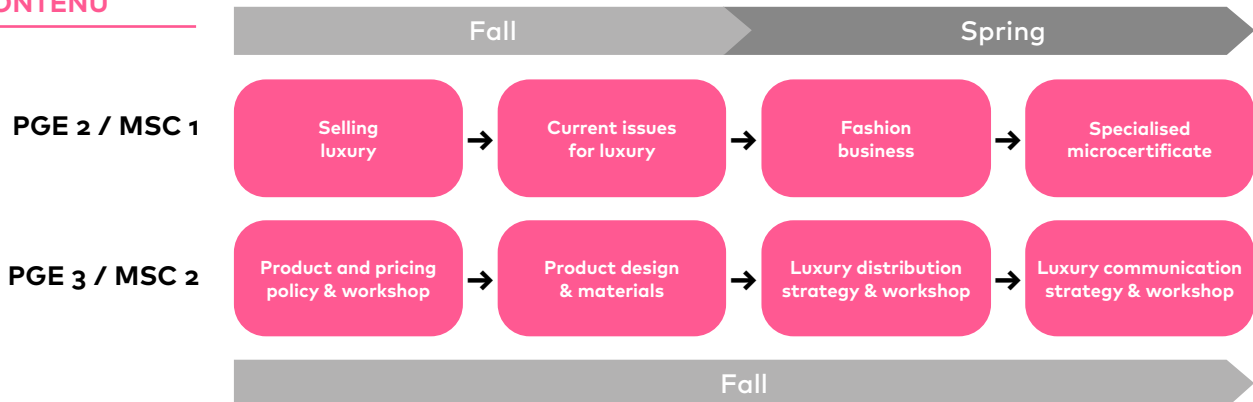 ONTENU
Fall
Spring
PGE 2 / MSC 1
Selling
luxury
Current issues
for luxury
Fashion
business
Specialised
microcertificate
PGE 3 / MSC 2
Product and pricing
policy & workshop
Product design
& materials
Luxury distribution
strategy & workshop
Luxury communication
strategy & workshop
Fall